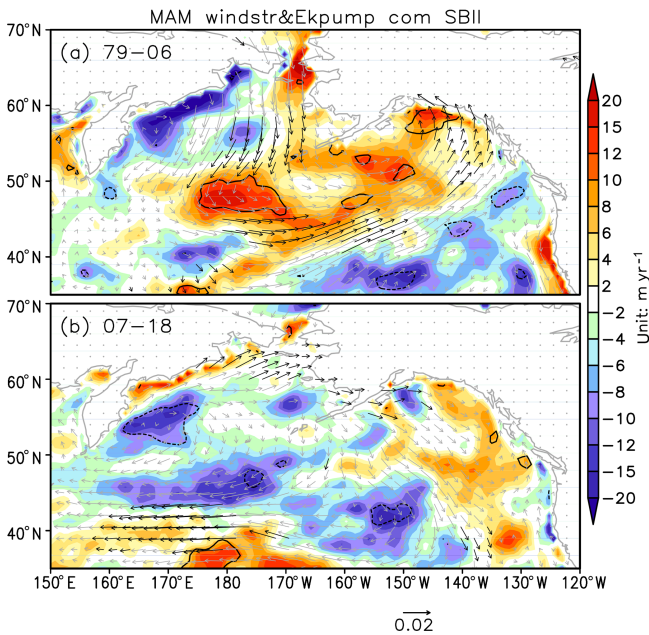 MAM windstr&Ekpump com SBII
70°N
(a) 79−06
60°N
50°N
40°N
70°N
(b) 07−18
60°N
50°N
40°N
150°E 160°E 170°E 180° 170°W 160°W 150°W 140°W 130°W 120°W
0.02
20
15
12
10
8
6
4
2
−2
−4
−6
−8
−10
−12
−15
−20
Unit: m yr⁻¹